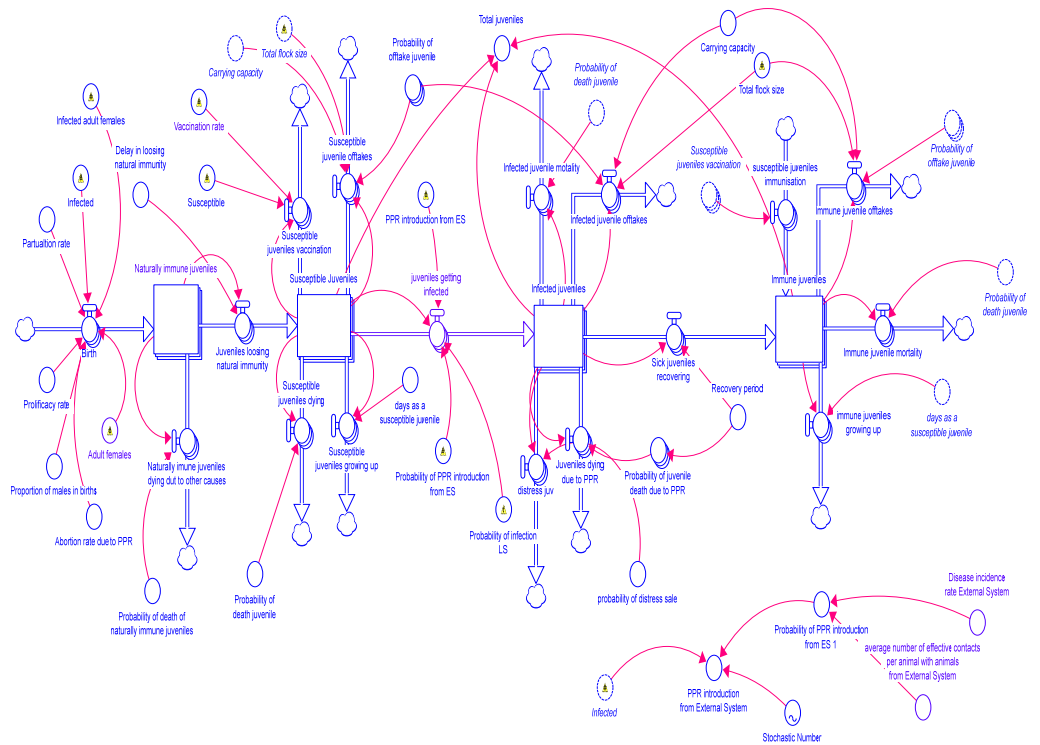 Total juveniles
Total flock size
Carrying capacity
Probability of
offtake juvenile
Carrying capacity
Probability of
death juvenile
Total flock size
Infected adult females
Vaccination rate
Delay in loosing
natural immunity
Susceptible
juvenile offtakes
Susceptible
juveniles vaccination
susceptible juveniles
immunisation
Probability of
offtake juvenile
Infected juvenile motality
Infected
Susceptible
PPR introduction from ES
Infected juvenile offtakes
Immune juvenile offtakes
Partualtion rate
Susceptible
juveniles vaccination
Naturally immune juveniles
Susceptible Juveniles
juveniles getting
infected
Infected juveniles
Immune juveniles
Probability of
death juvenile
Birth
Juveniles loosing
natural immunity
Sick juveniles
recovering
Immune juvenile mortality
Prolificacy rate
Susceptible
juveniles dying
days as a
susceptible juvenile
Recovery period
immune juveniles
growing up
days as a
susceptible juvenile
Adult females
Susceptible
juveniles growing up
Naturally imune juveniles
dying dut to other causes
Proportion of males in births
Probability of PPR introduction
from ES
distress juv
Juveniles dying
due to PPR
Probability of juvenile
death due to PPR
Abortion rate due to PPR
Probability of infection
LS
Probability of death of
naturally immune juveniles
Probability of
death juvenile
probability of distress sale
Disease incidence
rate External System
Probability of PPR introduction
from ES 1
average number of effective contacts
per animal with animals
from External System
Infected
PPR introduction
from External System
Stochastic Number